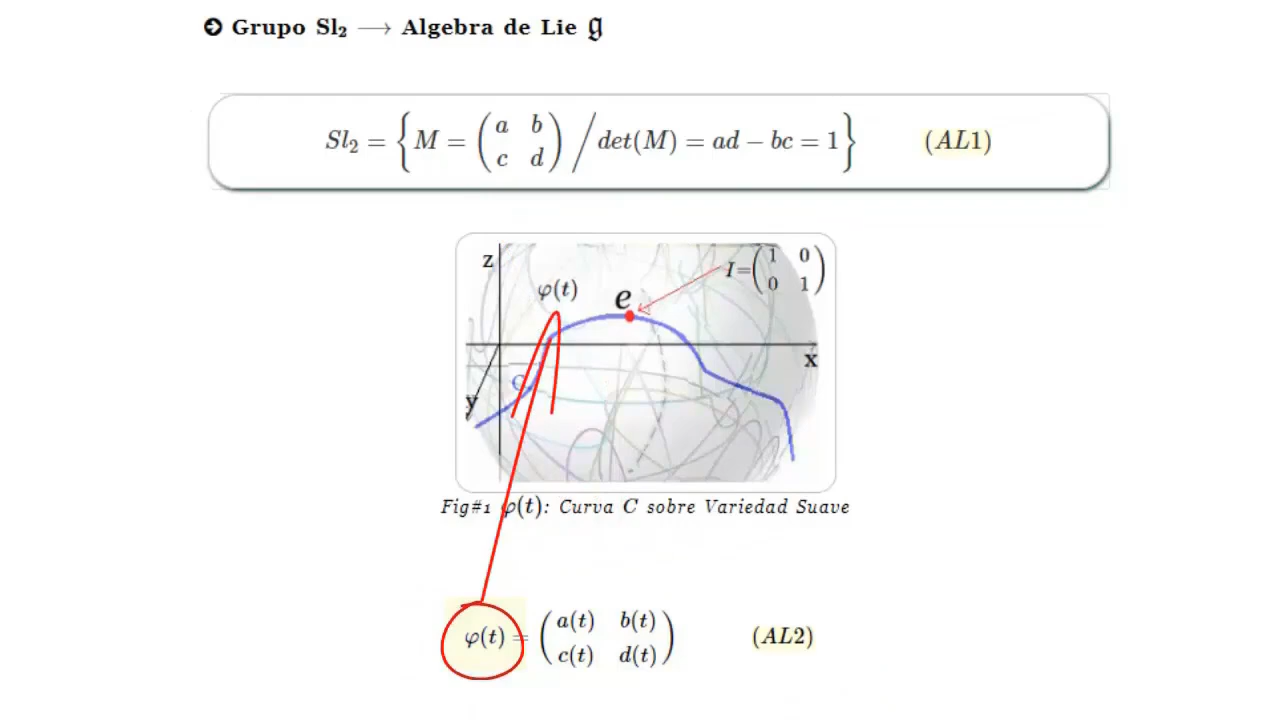 Grupo Sl₂ ⟶ Algebra de Lie 𝔤
Sl₂ = { M = ( a b / c d ) / det(M) = ad − bc = 1 } (AL1)
z
φ(t)
e
I = ( 1 0 / 0 1 )
x
C
y
Fig#1 φ(t): Curva C sobre Variedad Suave
φ(t) = ( a(t) b(t) / c(t) d(t) ) (AL2)